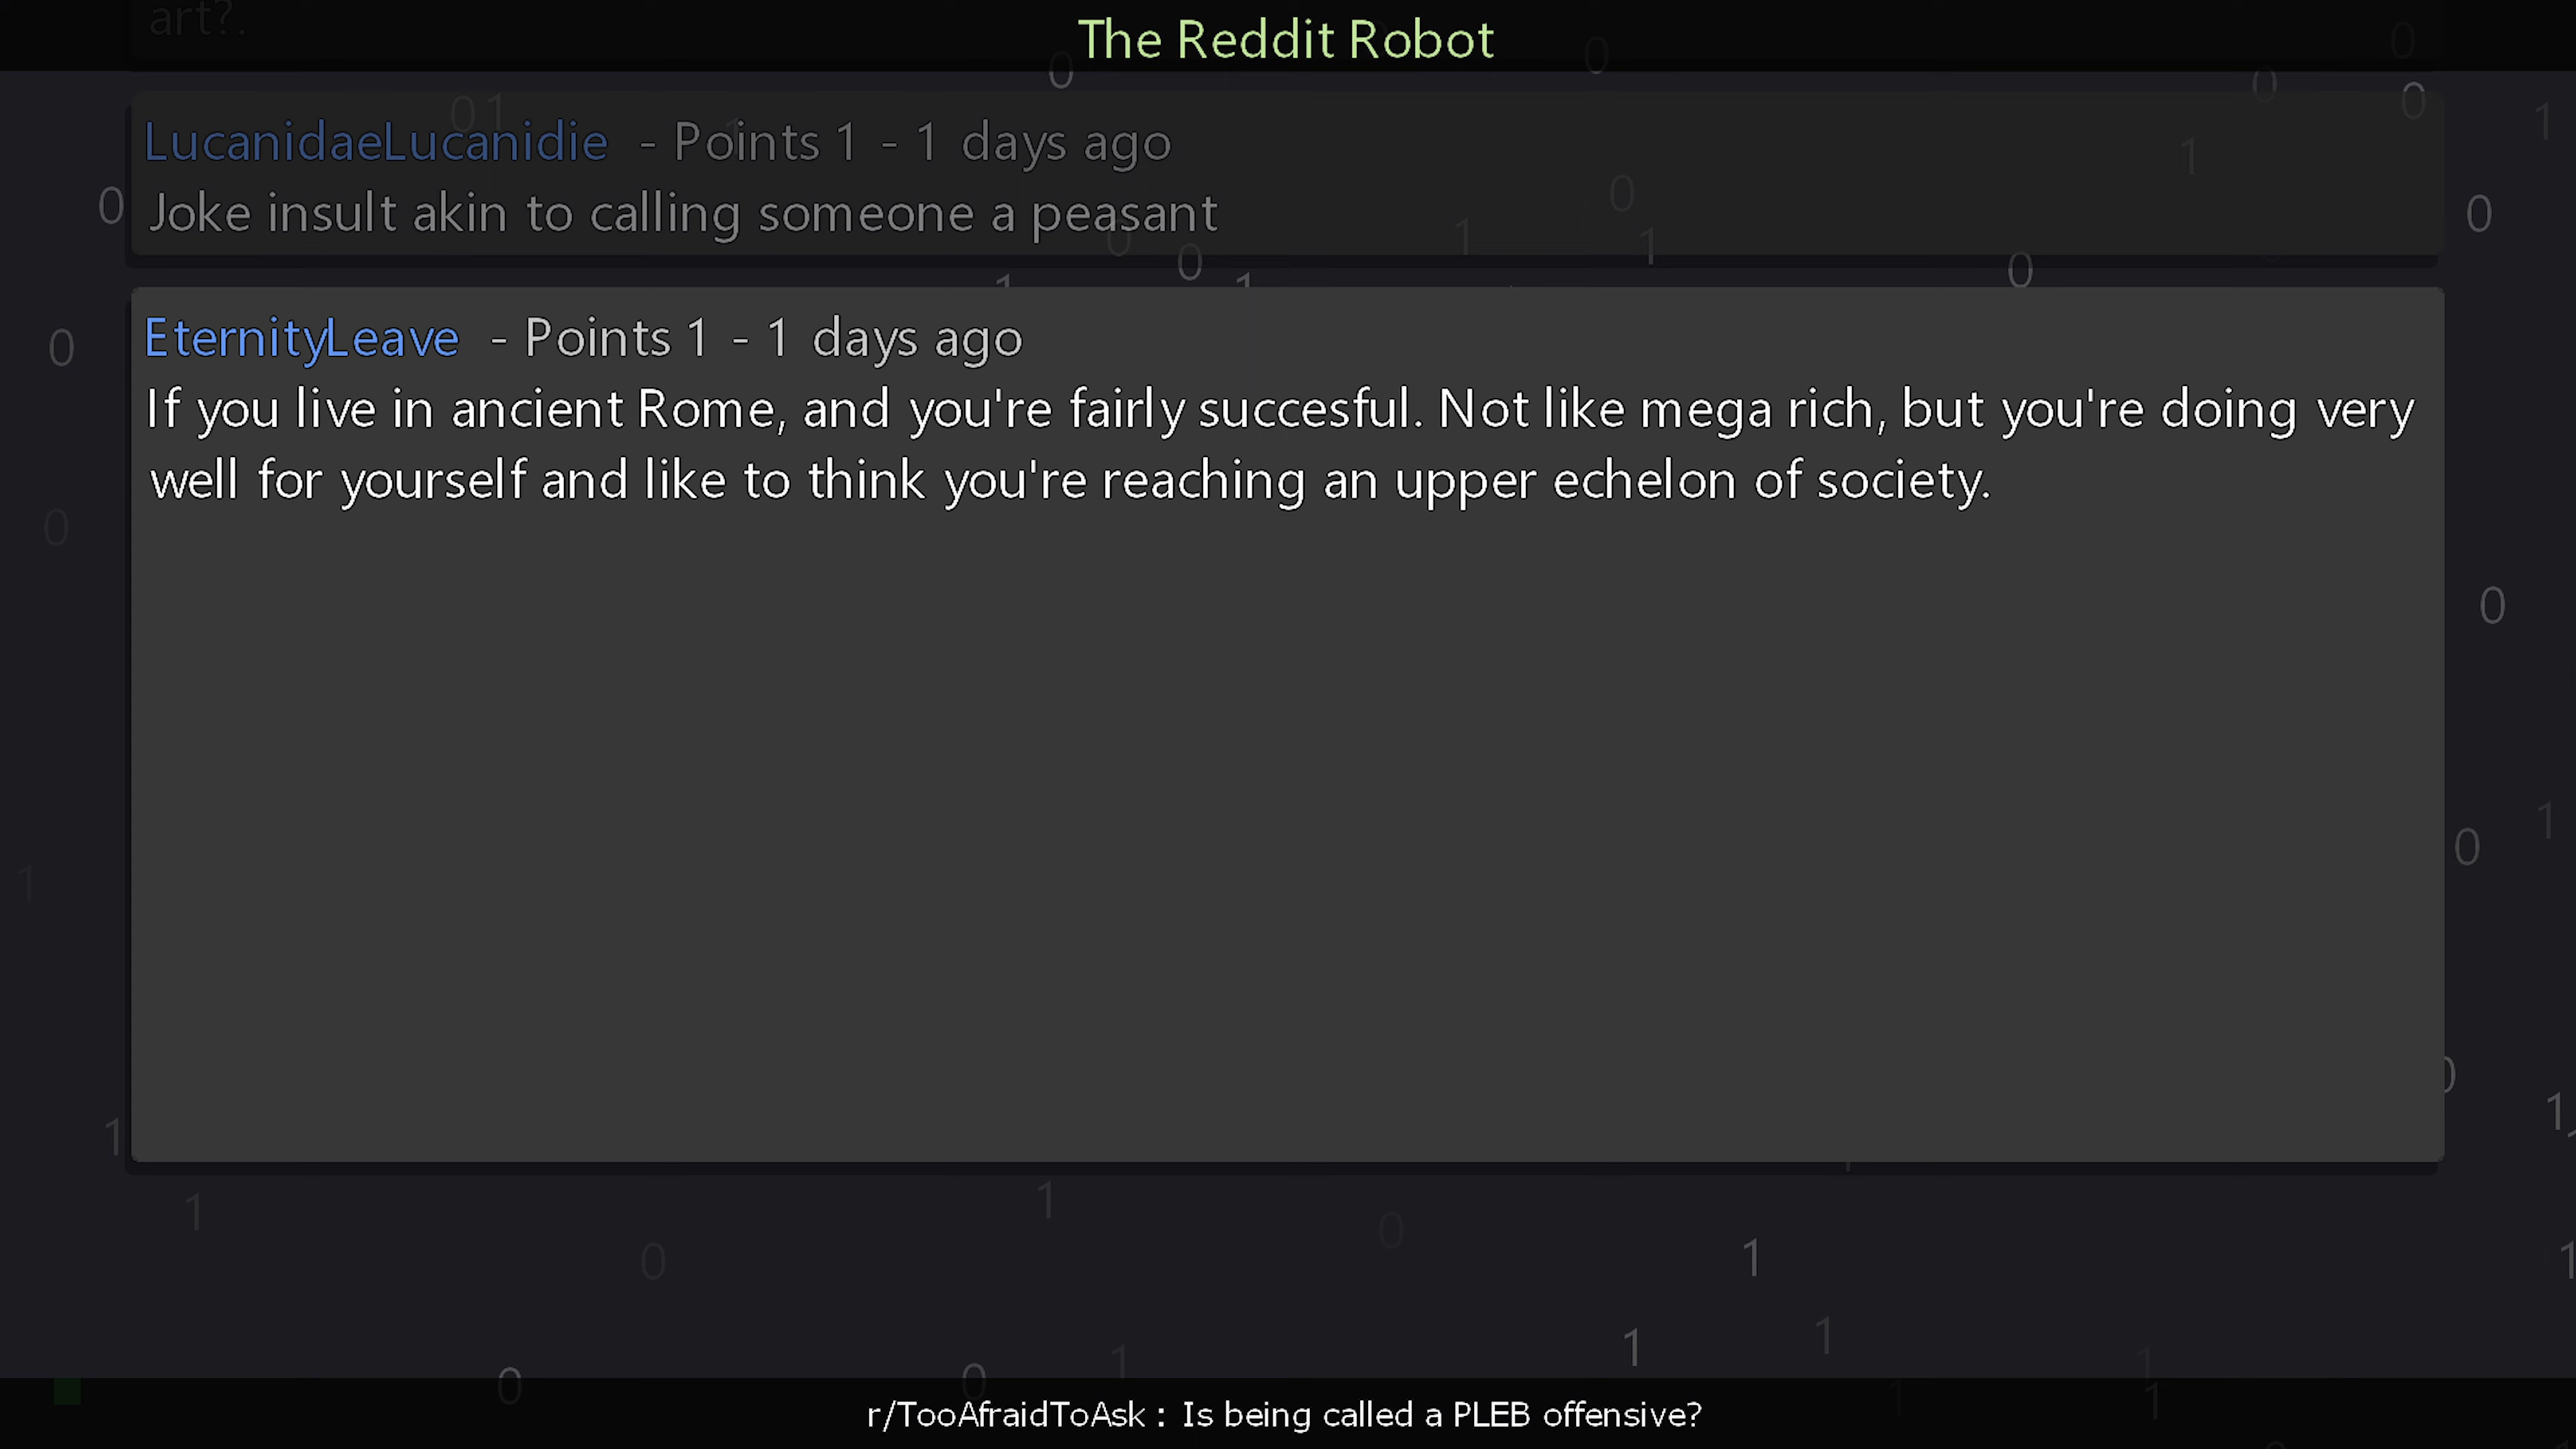 art?.
The Reddit Robot
LucanidaeLucanidie - Points 1 - 1 days ago
Joke insult akin to calling someone a peasant
EternityLeave - Points 1 - 1 days ago
If you live in ancient Rome, and you're fairly succesful. Not like mega rich, but you're doing very
well for yourself and like to think you're reaching an upper echelon of society.
r/TooAfraidToAsk : Is being called a PLEB offensive?